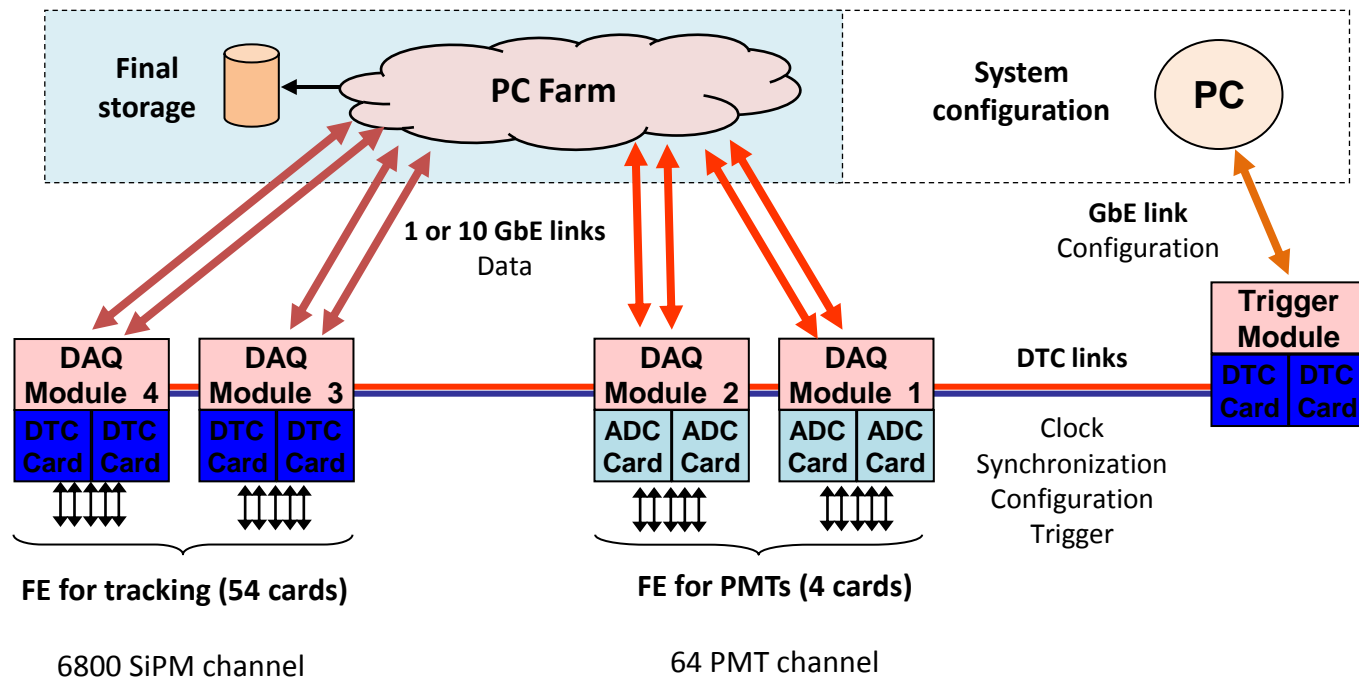 Final
storage
PC Farm
System
configuration
PC
1 or 10 GbE links
Data
GbE link
Configuration
DAQ
Module 4
DTC
Card
DTC
Card
DAQ
Module 3
DTC
Card
DTC
Card
DAQ
Module 2
ADC
Card
ADC
Card
DAQ
Module 1
ADC
Card
ADC
Card
DTC links
Trigger
Module
DTC
Card
DTC
Card
Clock
Synchronization
Configuration
Trigger
FE for tracking (54 cards)
FE for PMTs (4 cards)
6800 SiPM channel
64 PMT channel